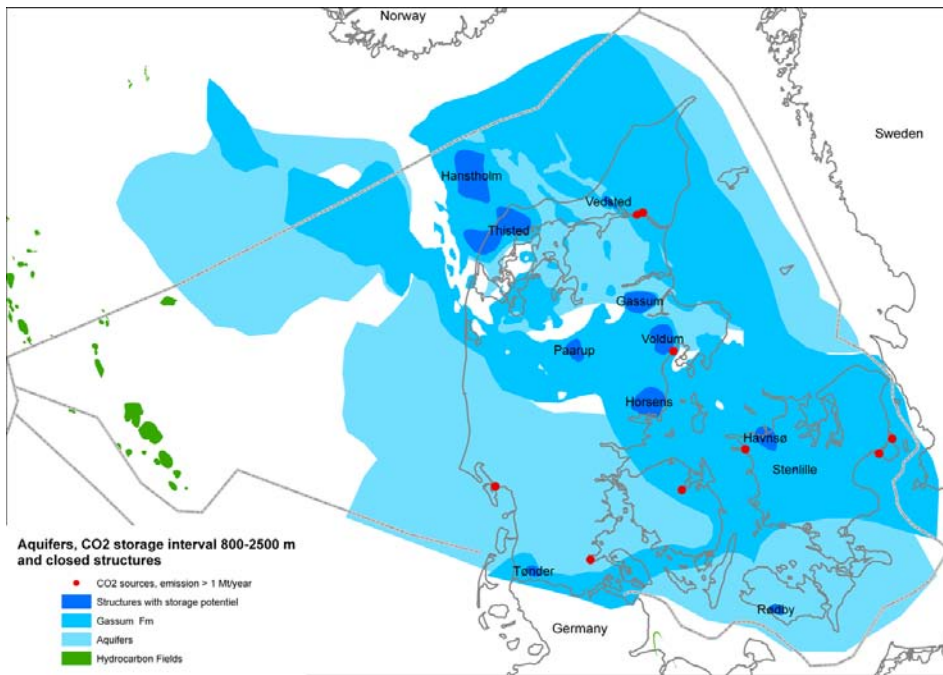 Norway
Sweden
Hanstholm
Vedsted
Thisted
Gassum
Voldum
Paarup
Horsens
Havnsø
Stenlille
Tønder
Rødby
Germany
Aquifers, CO2 storage interval 800-2500 m
and closed structures
CO2 sources, emission > 1 Mt/year
Structures with storage potentiel
Gassum Fm
Aquifers
Hydrocarbon Fields